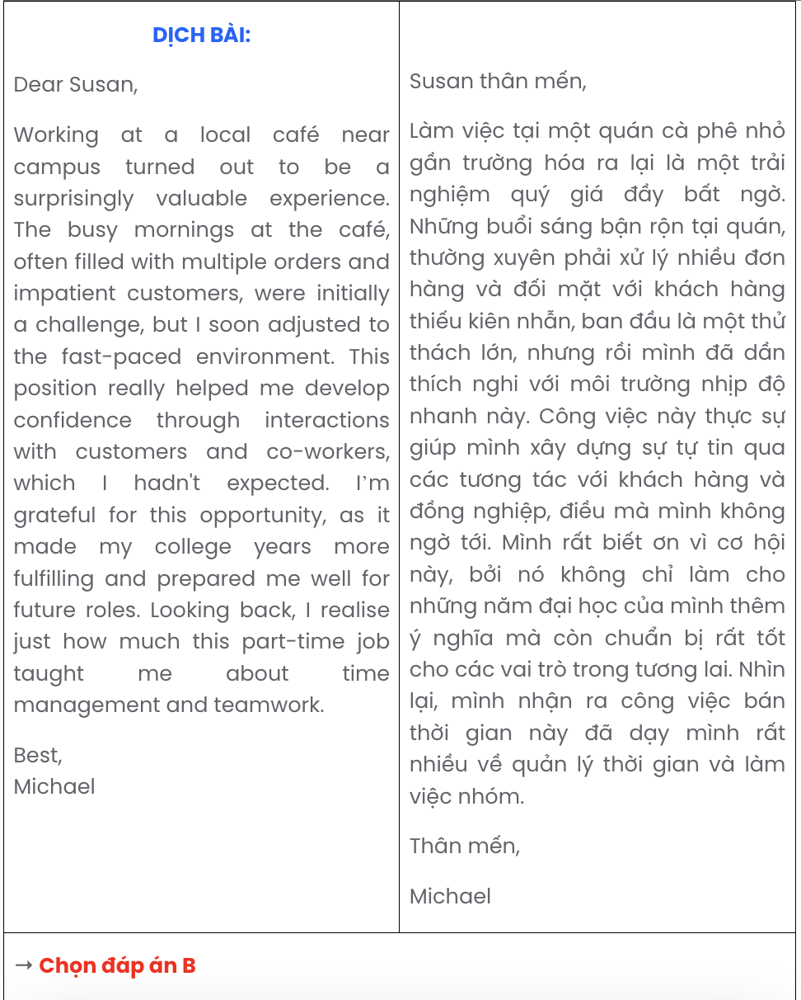 DỊCH BÀI:
Dear Susan,
Working at a local café near
campus turned out to be a
surprisingly valuable experience.
The busy mornings at the café,
often filled with multiple orders and
impatient customers, were initially
a challenge, but I soon adjusted to
the fast-paced environment. This
position really helped me develop
confidence through interactions
with customers and co-workers,
which I hadn't expected. I’m
grateful for this opportunity, as it
made my college years more
fulfilling and prepared me well for
future roles. Looking back, I realise
just how much this part-time job
taught me about time
management and teamwork.
Best,
Michael
Susan thân mến,
Làm việc tại một quán cà phê nhỏ
gần trường hóa ra lại là một trải
nghiệm quý giá đầy bất ngờ.
Những buổi sáng bận rộn tại quán,
thường xuyên phải xử lý nhiều đơn
hàng và đối mặt với khách hàng
thiếu kiên nhẫn, ban đầu là một thử
thách lớn, nhưng rồi mình đã dần
thích nghi với môi trường nhịp độ
nhanh này. Công việc này thực sự
giúp mình xây dựng sự tự tin qua
các tương tác với khách hàng và
đồng nghiệp, điều mà mình không
ngờ tới. Mình rất biết ơn vì cơ hội
này, bởi nó không chỉ làm cho
những năm đại học của mình thêm
ý nghĩa mà còn chuẩn bị rất tốt
cho các vai trò trong tương lai. Nhìn
lại, mình nhận ra công việc bán
thời gian này đã dạy mình rất
nhiều về quản lý thời gian và làm
việc nhóm.
Thân mến,
Michael
→ Chọn đáp án B